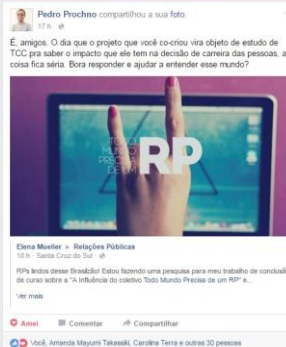 Pedro Prochno compartilhou a sua foto.
17 h
É, amigos. O dia que o projeto que você co-criou vira objeto de estudo de
TCC pra saber o impacto que ele tem na decisão de carreira das pessoas, a
coisa fica séria. Bora responder e ajudar a entender esse mundo?
TODO
MUNDO
PRECISA
DE UM
RP
Elena Mueller ▸ Relações Públicas
16 h · Santa Cruz do Sul ·
RPs lindos desse Brasilzão! Estou fazendo uma pesquisa para meu trabalho de conclusã
de curso sobre a "A Influência do coletivo Todo Mundo Precisa de um RP" e...
Ver mais
Amei Comentar Compartilhar
Você, Amanda Mayumi Takassiki, Carolina Terra e outras 30 pessoas